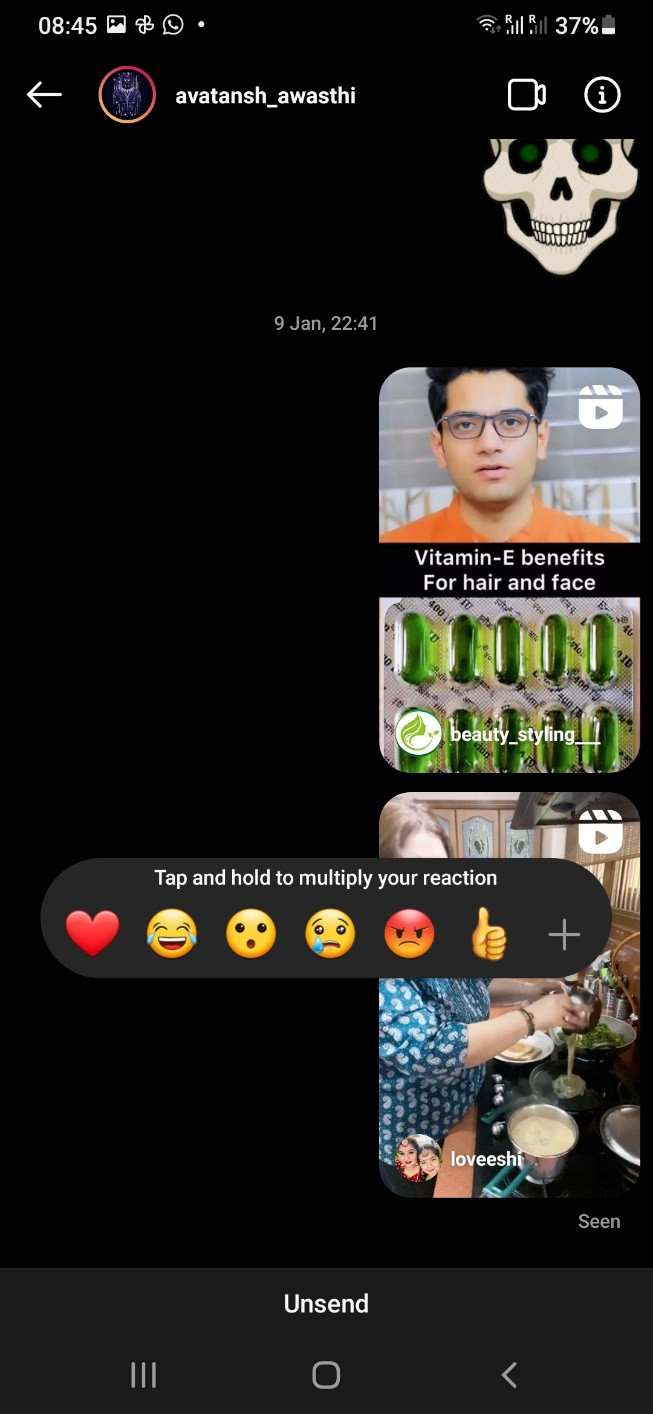 08:45
37%
avatansh_awasthi
9 Jan, 22:41
Vitamin-E benefits
For hair and face
beauty_styling___
Tap and hold to multiply your reaction
loveeshi
Seen
Unsend